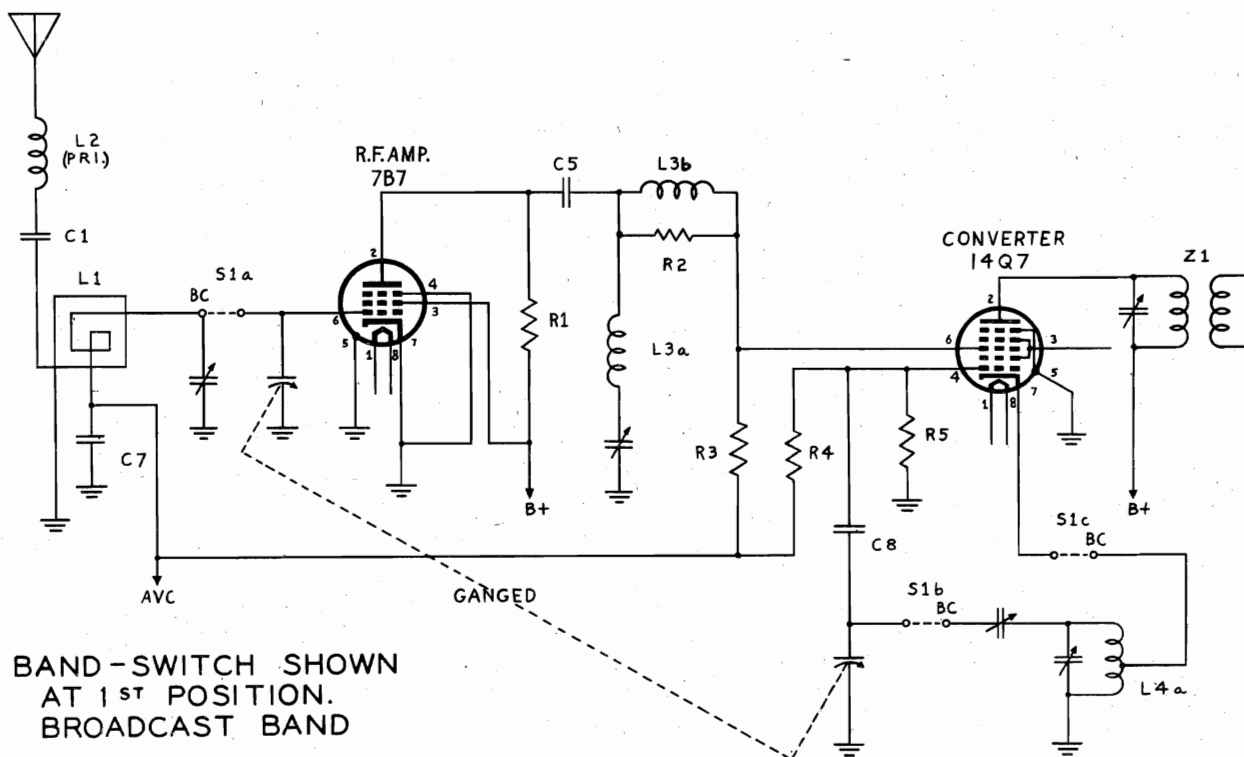 L2
(PRI.)
C1
L1
BC
S1a
C7
AVC
R.F. AMP.
7B7
2
4
3
6
5
1
8
7
R1
B+
C5
L3b
R2
L3a
R3
R4
R5
C8
GANGED
CONVERTER
14Q7
2
6
3
4
5
1
8
7
Z1
B+
S1c
BC
S1b
BC
L4a
BAND-SWITCH SHOWN
AT 1ST POSITION.
BROADCAST BAND